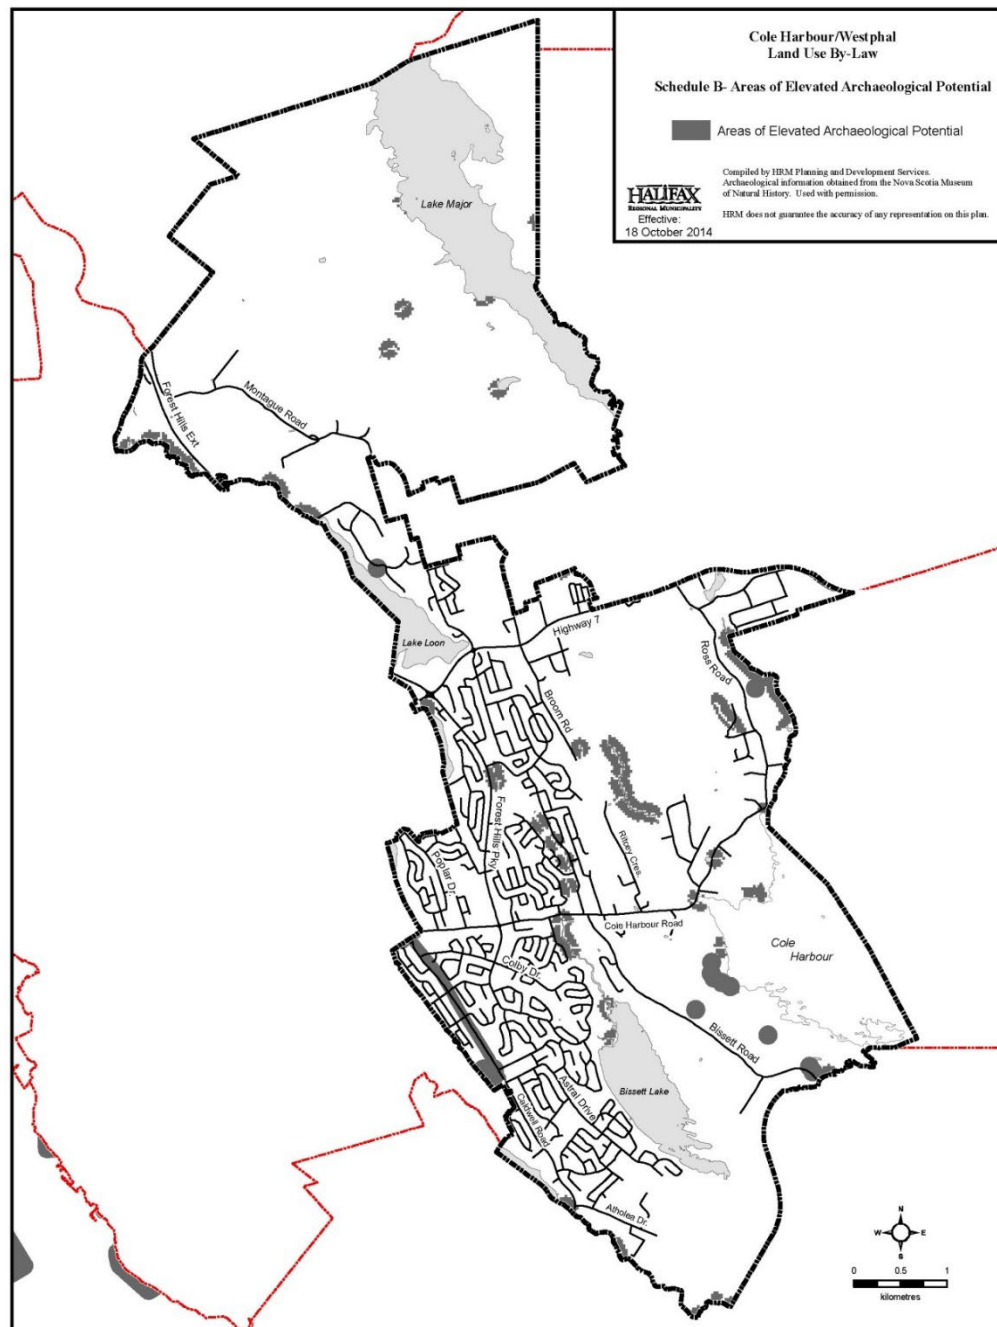 Cole Harbour/Westphal
Land Use By-Law
Schedule B- Areas of Elevated Archaeological Potential
Areas of Elevated Archaeological Potential
HALIFAX
REGIONAL MUNICIPALITY
Effective:
18 October 2014
Compiled by HRM Planning and Development Services.
Archaeological information obtained from the Nova Scotia Museum
of Natural History. Used with permission.
HRM does not guarantee the accuracy of any representation on this plan.
Lake Major
Forest Hills Ext
Montague Road
Lake Loon
Highway 7
Ross Road
Broom Rd
Forest Hills Pky
Ritcey Cres.
Poplar Dr.
Cole Harbour Road
Cole
Harbour
Colby Dr.
Bissett Road
Astral Drive
Bissett Lake
Caldwell Road
Atholea Dr.
N
W E
S
0 0.5 1
kilometres